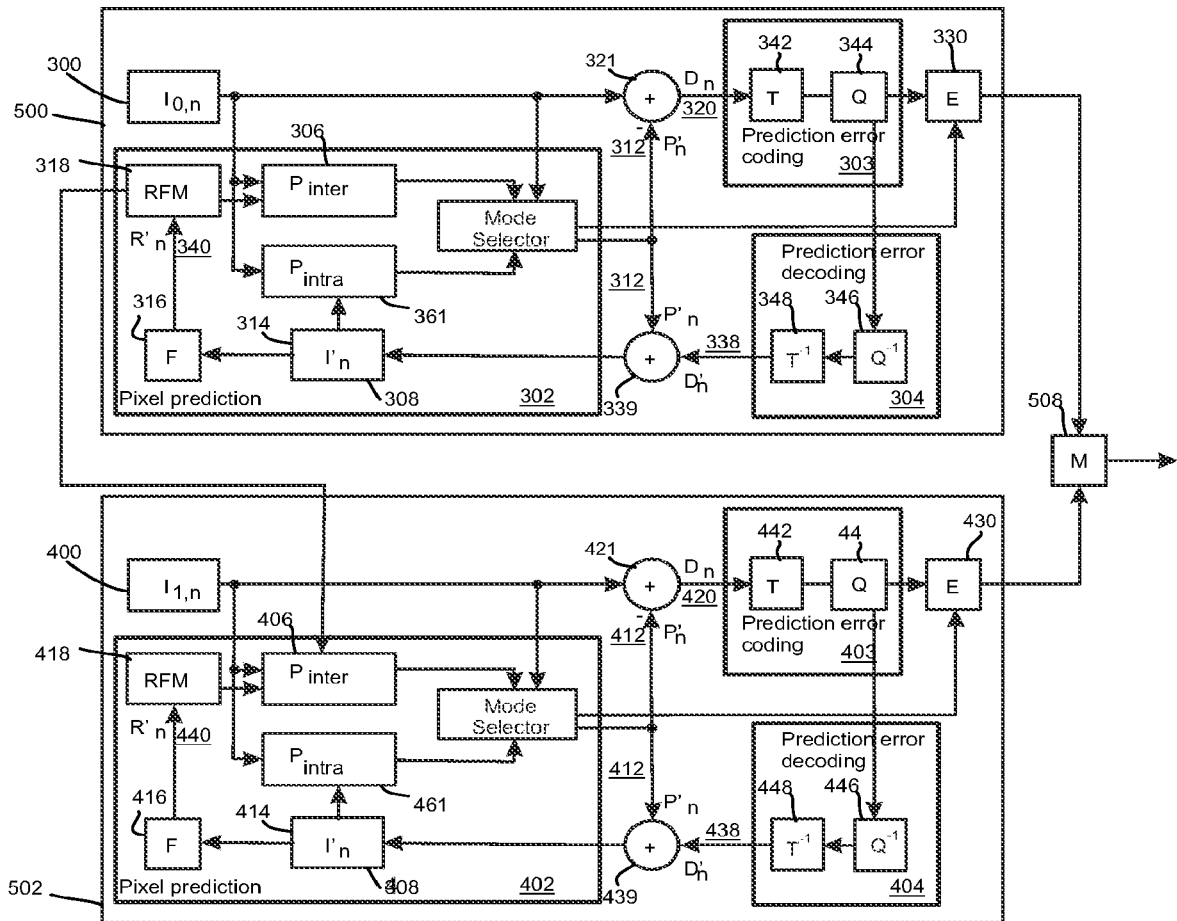 342
344
330
300
321
D n
500
I 0,n
+
320
T
Q
E
318
306
312
- P'n
Prediction error
coding
303
RFM
P inter
Mode
Selector
R' n
340
P intra
312
Prediction error
decoding
316
314
361
P' n
348
346
508
F
I' n
+
338
T -1
Q -1
M
D'n
Pixel prediction
308
302
339
304
442
44
430
400
421
D n
I 1,n
+
420
T
Q
E
418
406
412
- P'n
Prediction error
coding
403
RFM
P inter
Mode
Selector
R' n
440
P intra
412
Prediction error
decoding
416
414
461
P' n
448
446
F
I' n
+
438
T -1
Q -1
D'n
502
Pixel prediction
408
402
439
404